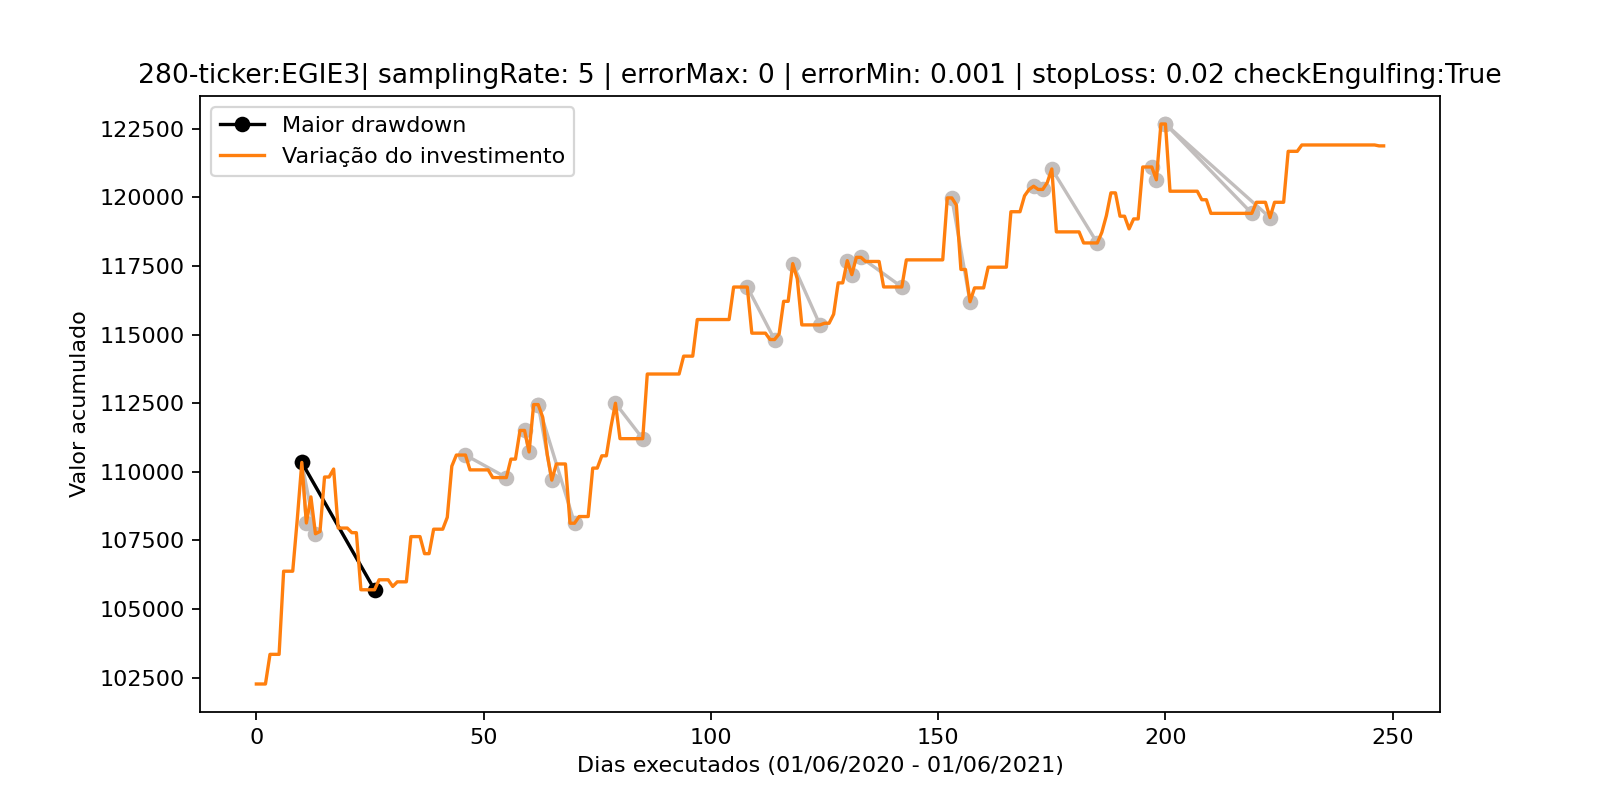 280-ticker:EGIE3| samplingRate: 5 | errorMax: 0 | errorMin: 0.001 | stopLoss: 0.02 checkEngulfing:True
Maior drawdown
Variação do investimento
Valor acumulado
122500
120000
117500
115000
112500
110000
107500
105000
102500
0 50 100 150 200 250
Dias executados (01/06/2020 - 01/06/2021)